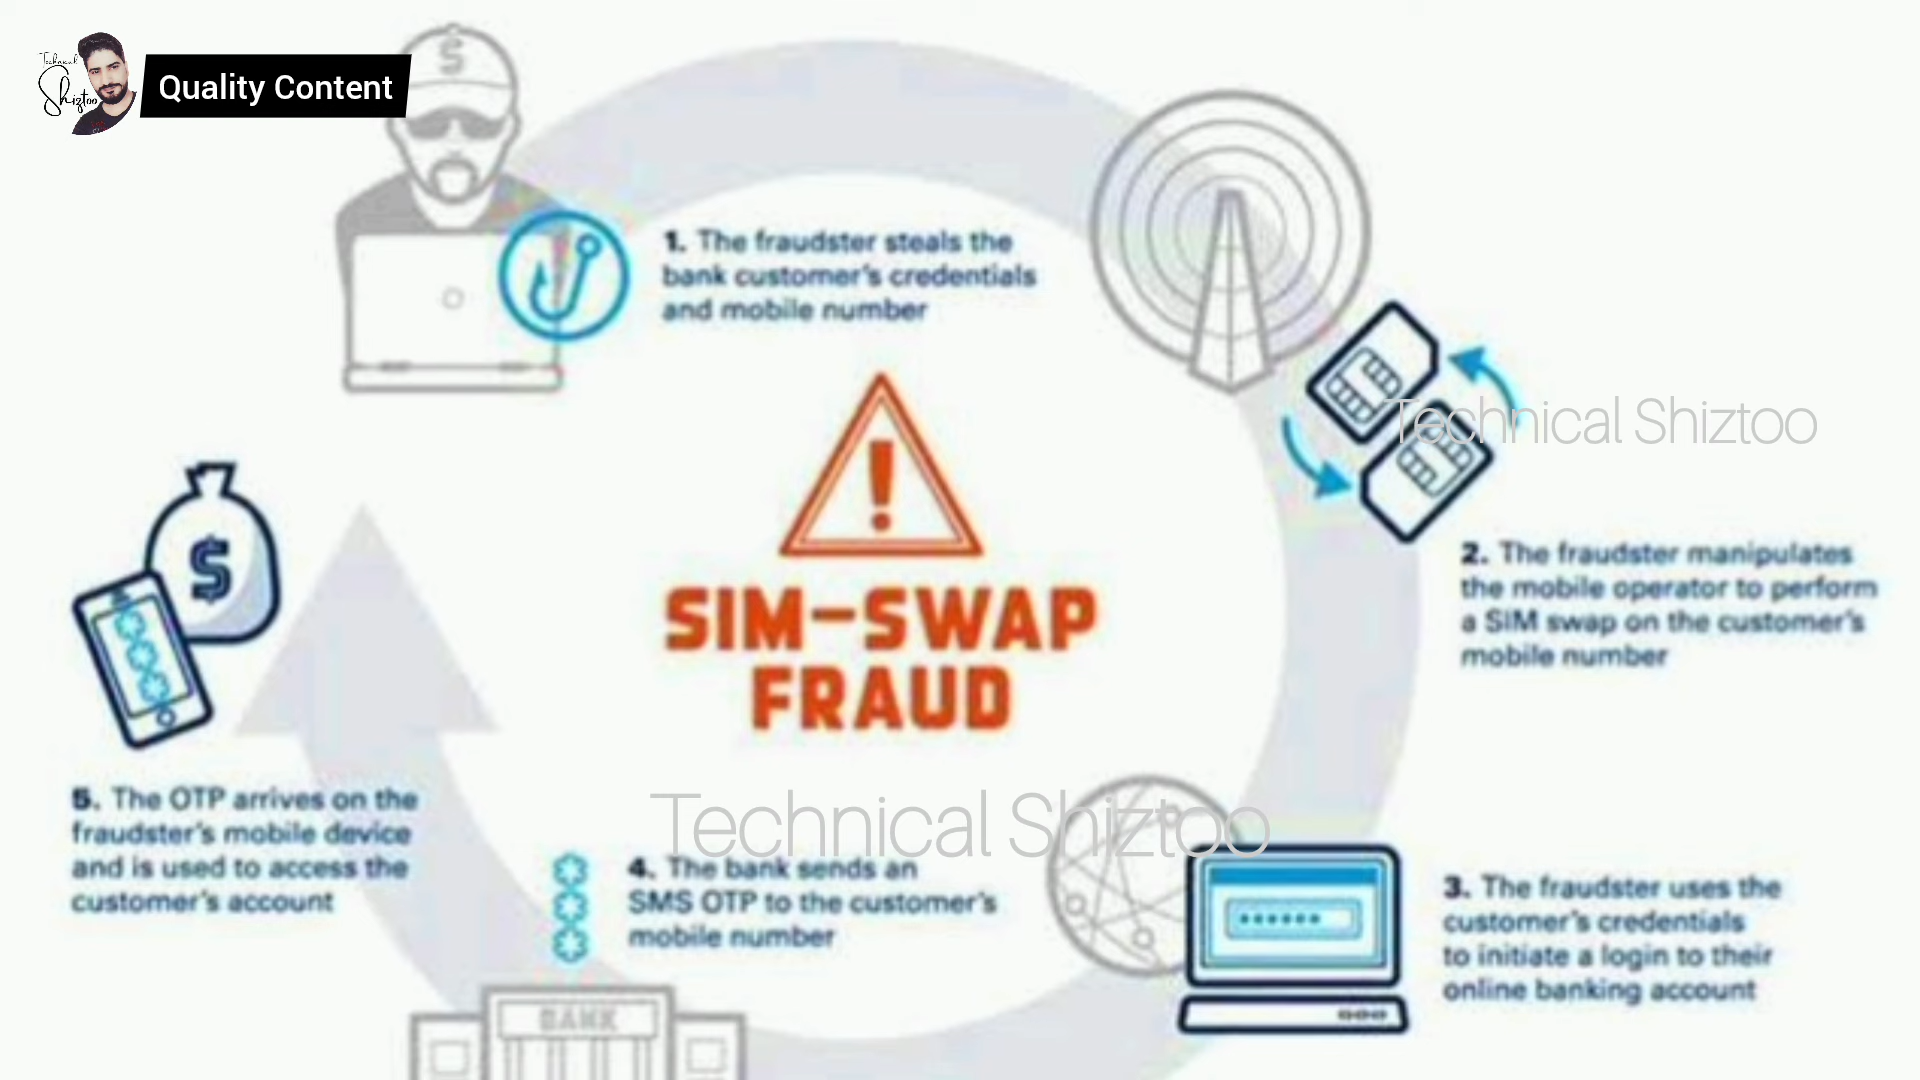 Technical
Shiztoo
Quality Content
$
1. The fraudster steals the
bank customer's credentials
and mobile number
Technical Shiztoo
2. The fraudster manipulates
the mobile operator to perform
a SIM swap on the customer's
mobile number
!
SIM-SWAP
FRAUD
$
5. The OTP arrives on the
fraudster's mobile device
and is used to access the
customer's account
Technical Shiztoo
4. The bank sends an
SMS OTP to the customer's
mobile number
3. The fraudster uses the
customer's credentials
to initiate a login to their
online banking account
BANK